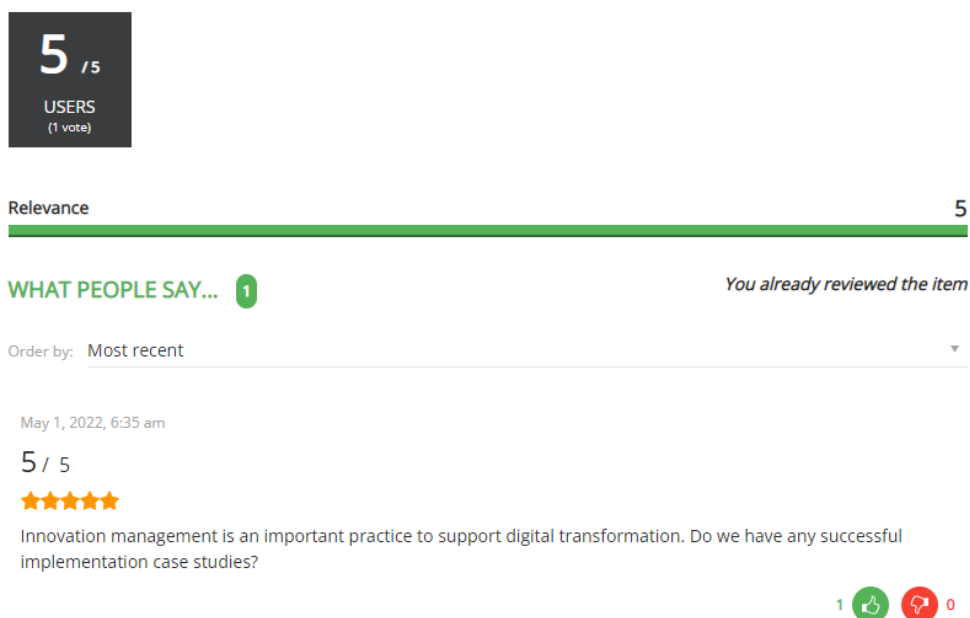 5 /5
USERS
(1 vote)
Relevance 5
WHAT PEOPLE SAY... 1 You already reviewed the item
Order by: Most recent
May 1, 2022, 6:35 am
5 / 5
Innovation management is an important practice to support digital transformation. Do we have any successful
implementation case studies?
1 0